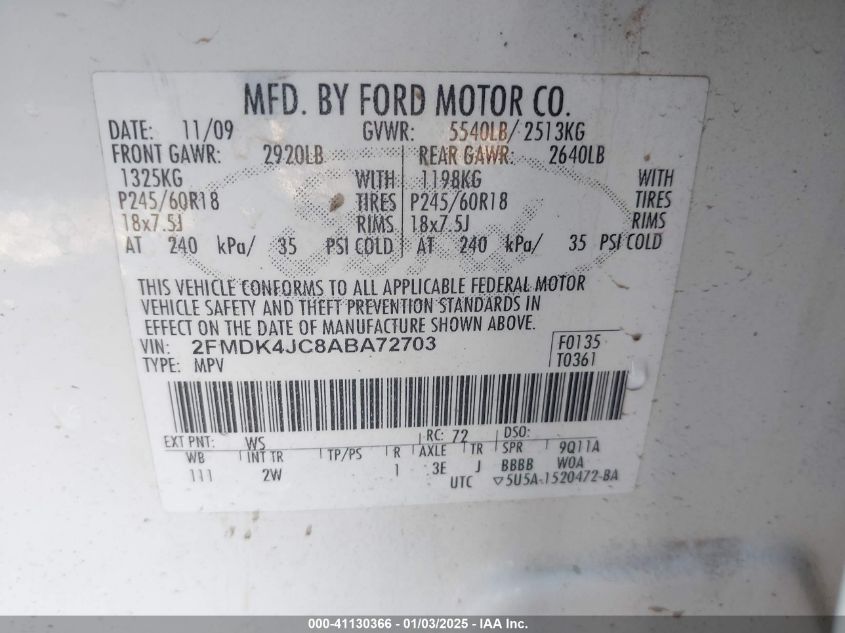 MFD. BY FORD MOTOR CO.
DATE: 11/09 GVWR: 5540LB/ 2513KG
FRONT GAWR: 2920LB REAR GAWR: 2640LB
1325KG WITH 1198KG WITH
P245/60R18 TIRES P245/60R18 TIRES
18x7.5J RIMS 18x7.5J RIMS
AT 240 kPa/ 35 PSI COLD AT 240 kPa/ 35 PSI COLD
THIS VEHICLE CONFORMS TO ALL APPLICABLE FEDERAL MOTOR
VEHICLE SAFETY AND THEFT PREVENTION STANDARDS IN
EFFECT ON THE DATE OF MANUFACTURE SHOWN ABOVE.
VIN: 2FMDK4JC8ABA72703 F0135
TYPE: MPV T0361
EXT PNT: WS RC: 72 DSO:
WB INT TR TP/PS R AXLE TR SPR 9Q11A
111 2W 1 3E J BBBB WOA
UTC ▽5U5A-1520472-BA
000-41130366 - 01/03/2025 - IAA Inc.